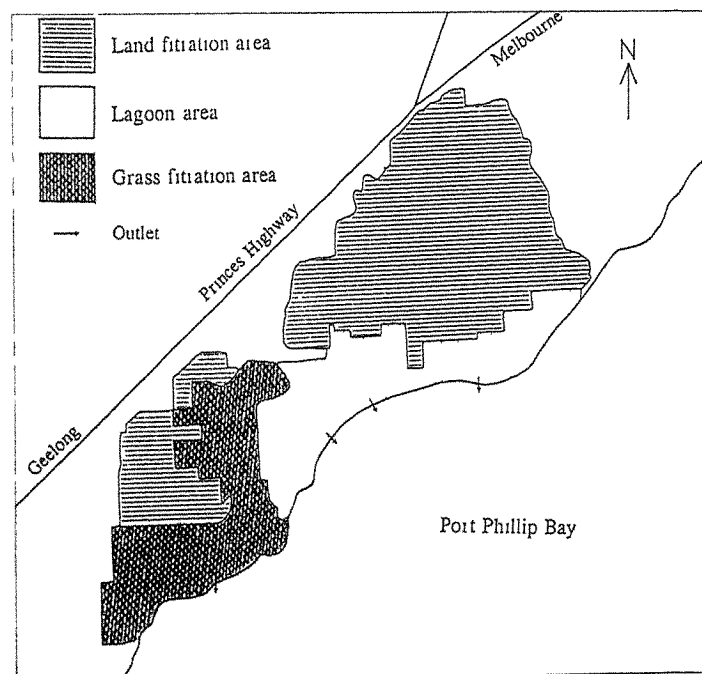 Land fitiation area
Lagoon area
Grass fitiation area
Outlet
Melbourne
N
Princes Highway
Geelong
Port Phillip Bay